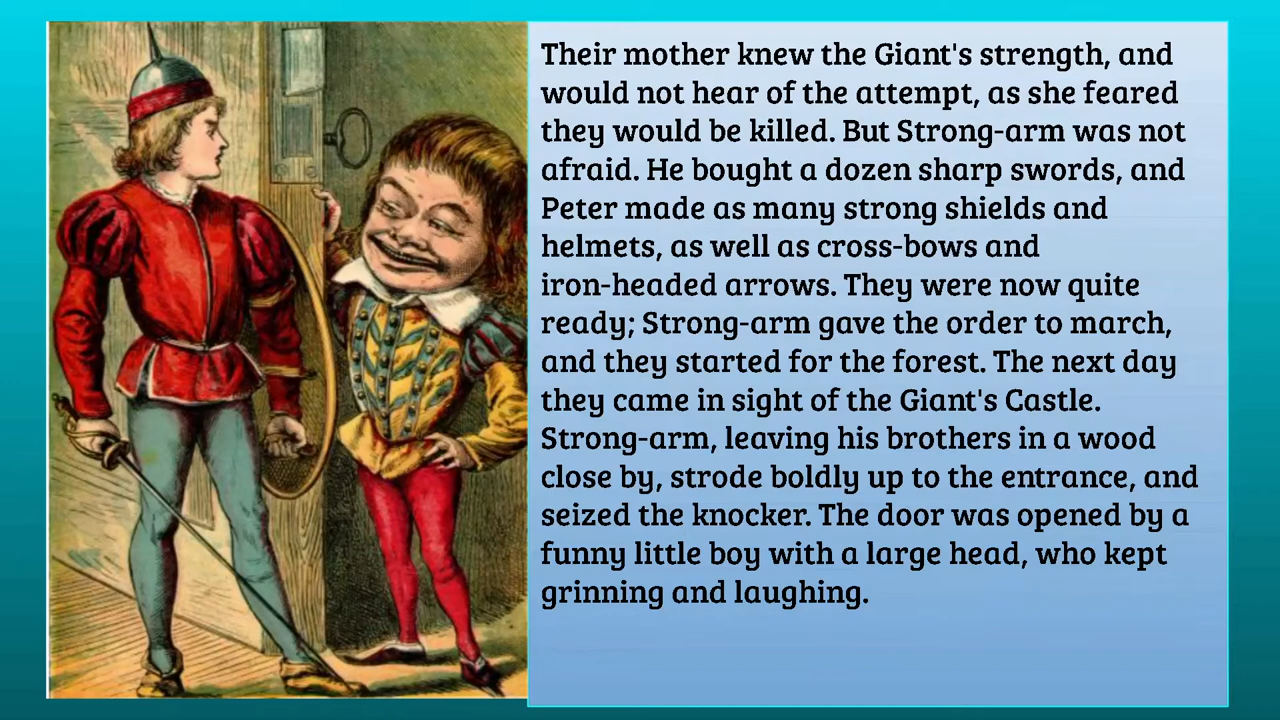 Their mother knew the Giant's strength, and
would not hear of the attempt, as she feared
they would be killed. But Strong-arm was not
afraid. He bought a dozen sharp swords, and
Peter made as many strong shields and
helmets, as well as cross-bows and
iron-headed arrows. They were now quite
ready; Strong-arm gave the order to march,
and they started for the forest. The next day
they came in sight of the Giant's Castle.
Strong-arm, leaving his brothers in a wood
close by, strode boldly up to the entrance, and
seized the knocker. The door was opened by a
funny little boy with a large head, who kept
grinning and laughing.